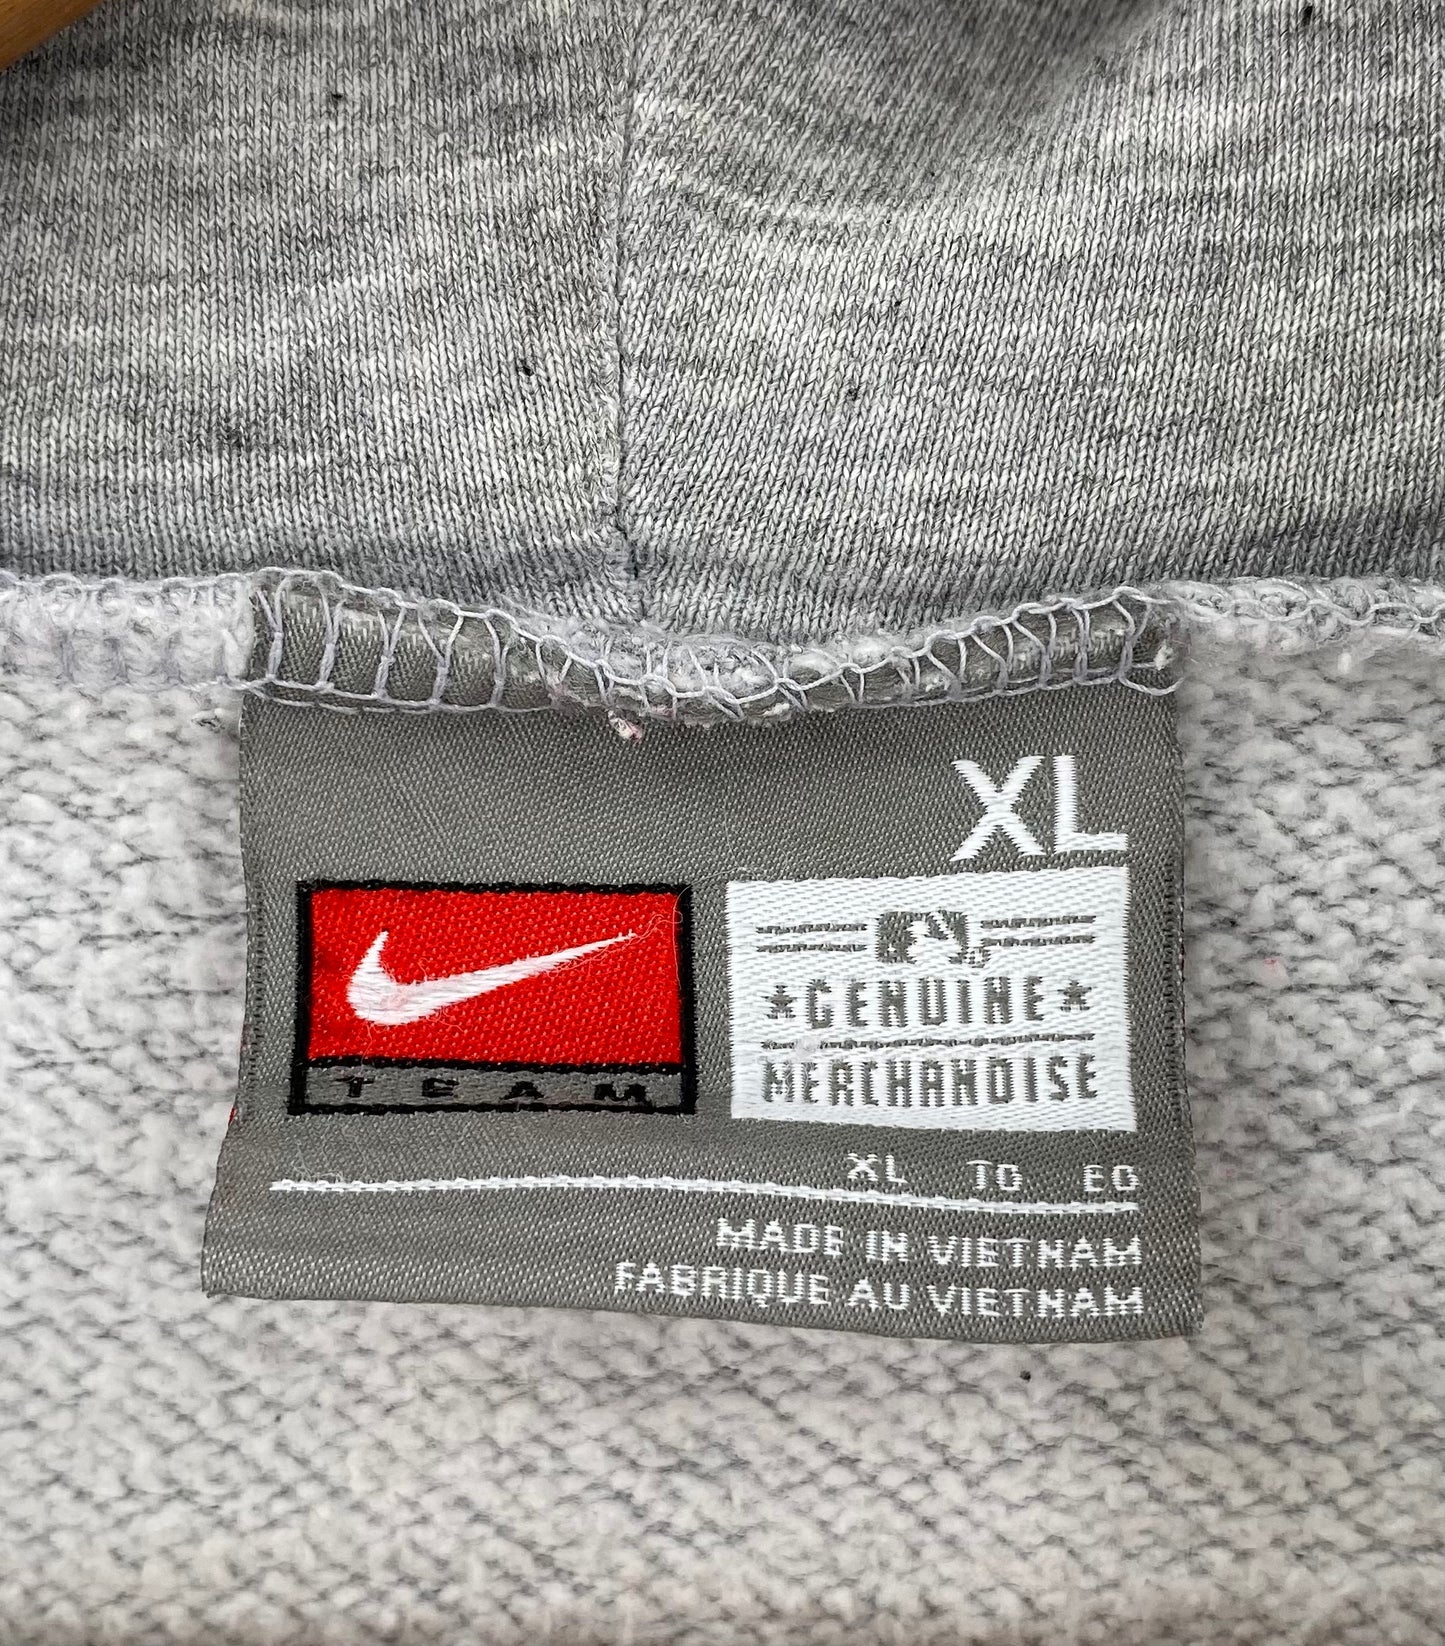 XL
TEAM
GENUINE
MERCHANDISE
XL TG EG
MADE IN VIETNAM
FABRIQUE AU VIETNAM